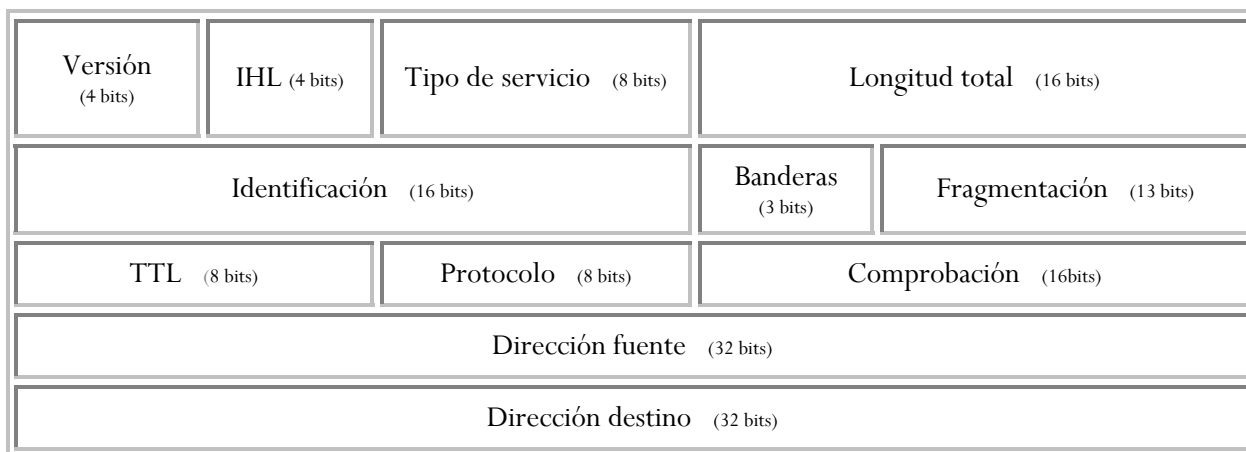 Versión
(4 bits)
IHL (4 bits)
Tipo de servicio (8 bits)
Longitud total (16 bits)
Identificación (16 bits)
Banderas
(3 bits)
Fragmentación (13 bits)
TTL (8 bits)
Protocolo (8 bits)
Comprobación (16bits)
Dirección fuente (32 bits)
Dirección destino (32 bits)